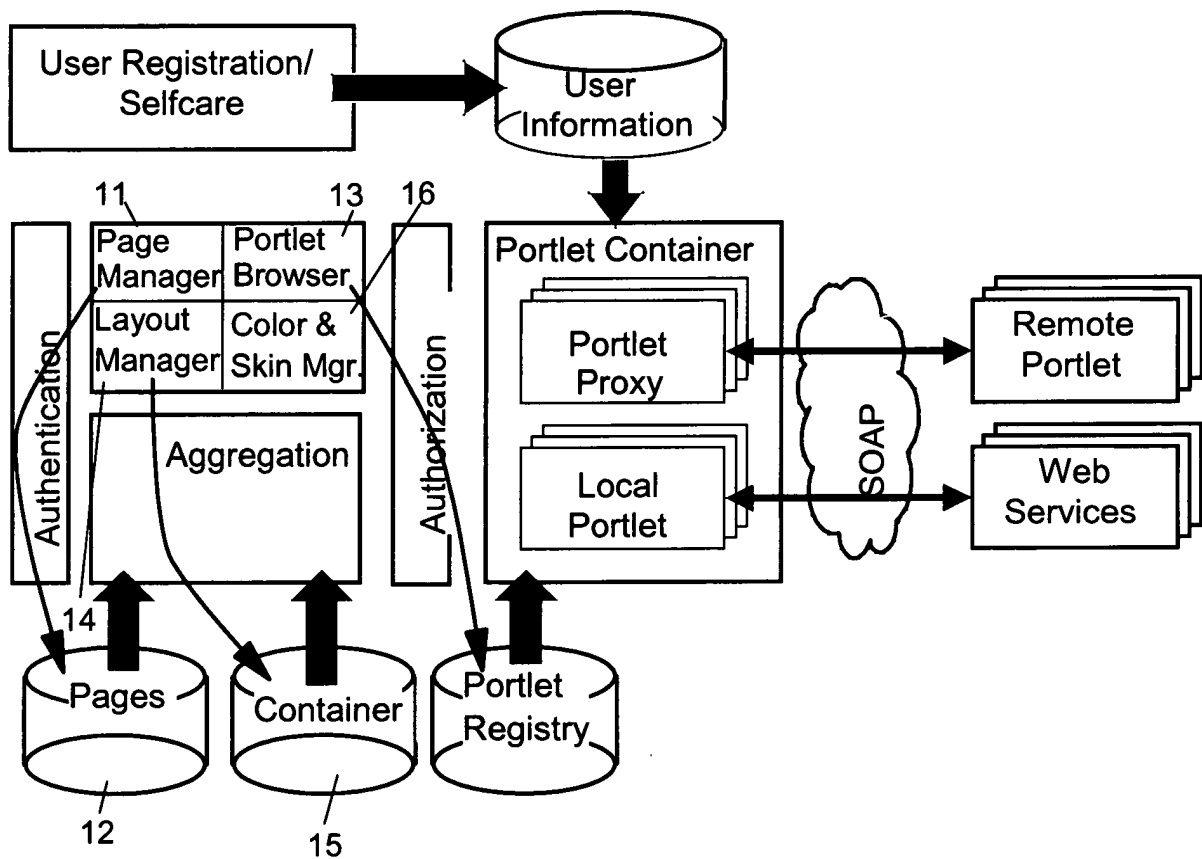 User Registration/
Selfcare
User
Information
11
13
16
Page
Manager
Portlet
Browser
Layout
Manager
Color &
Skin Mgr.
Authentication
Aggregation
Authorization
Portlet Container
Portlet
Proxy
Local
Portlet
SOAP
Remote
Portlet
Web
Services
14
Pages
Container
Portlet
Registry
12
15